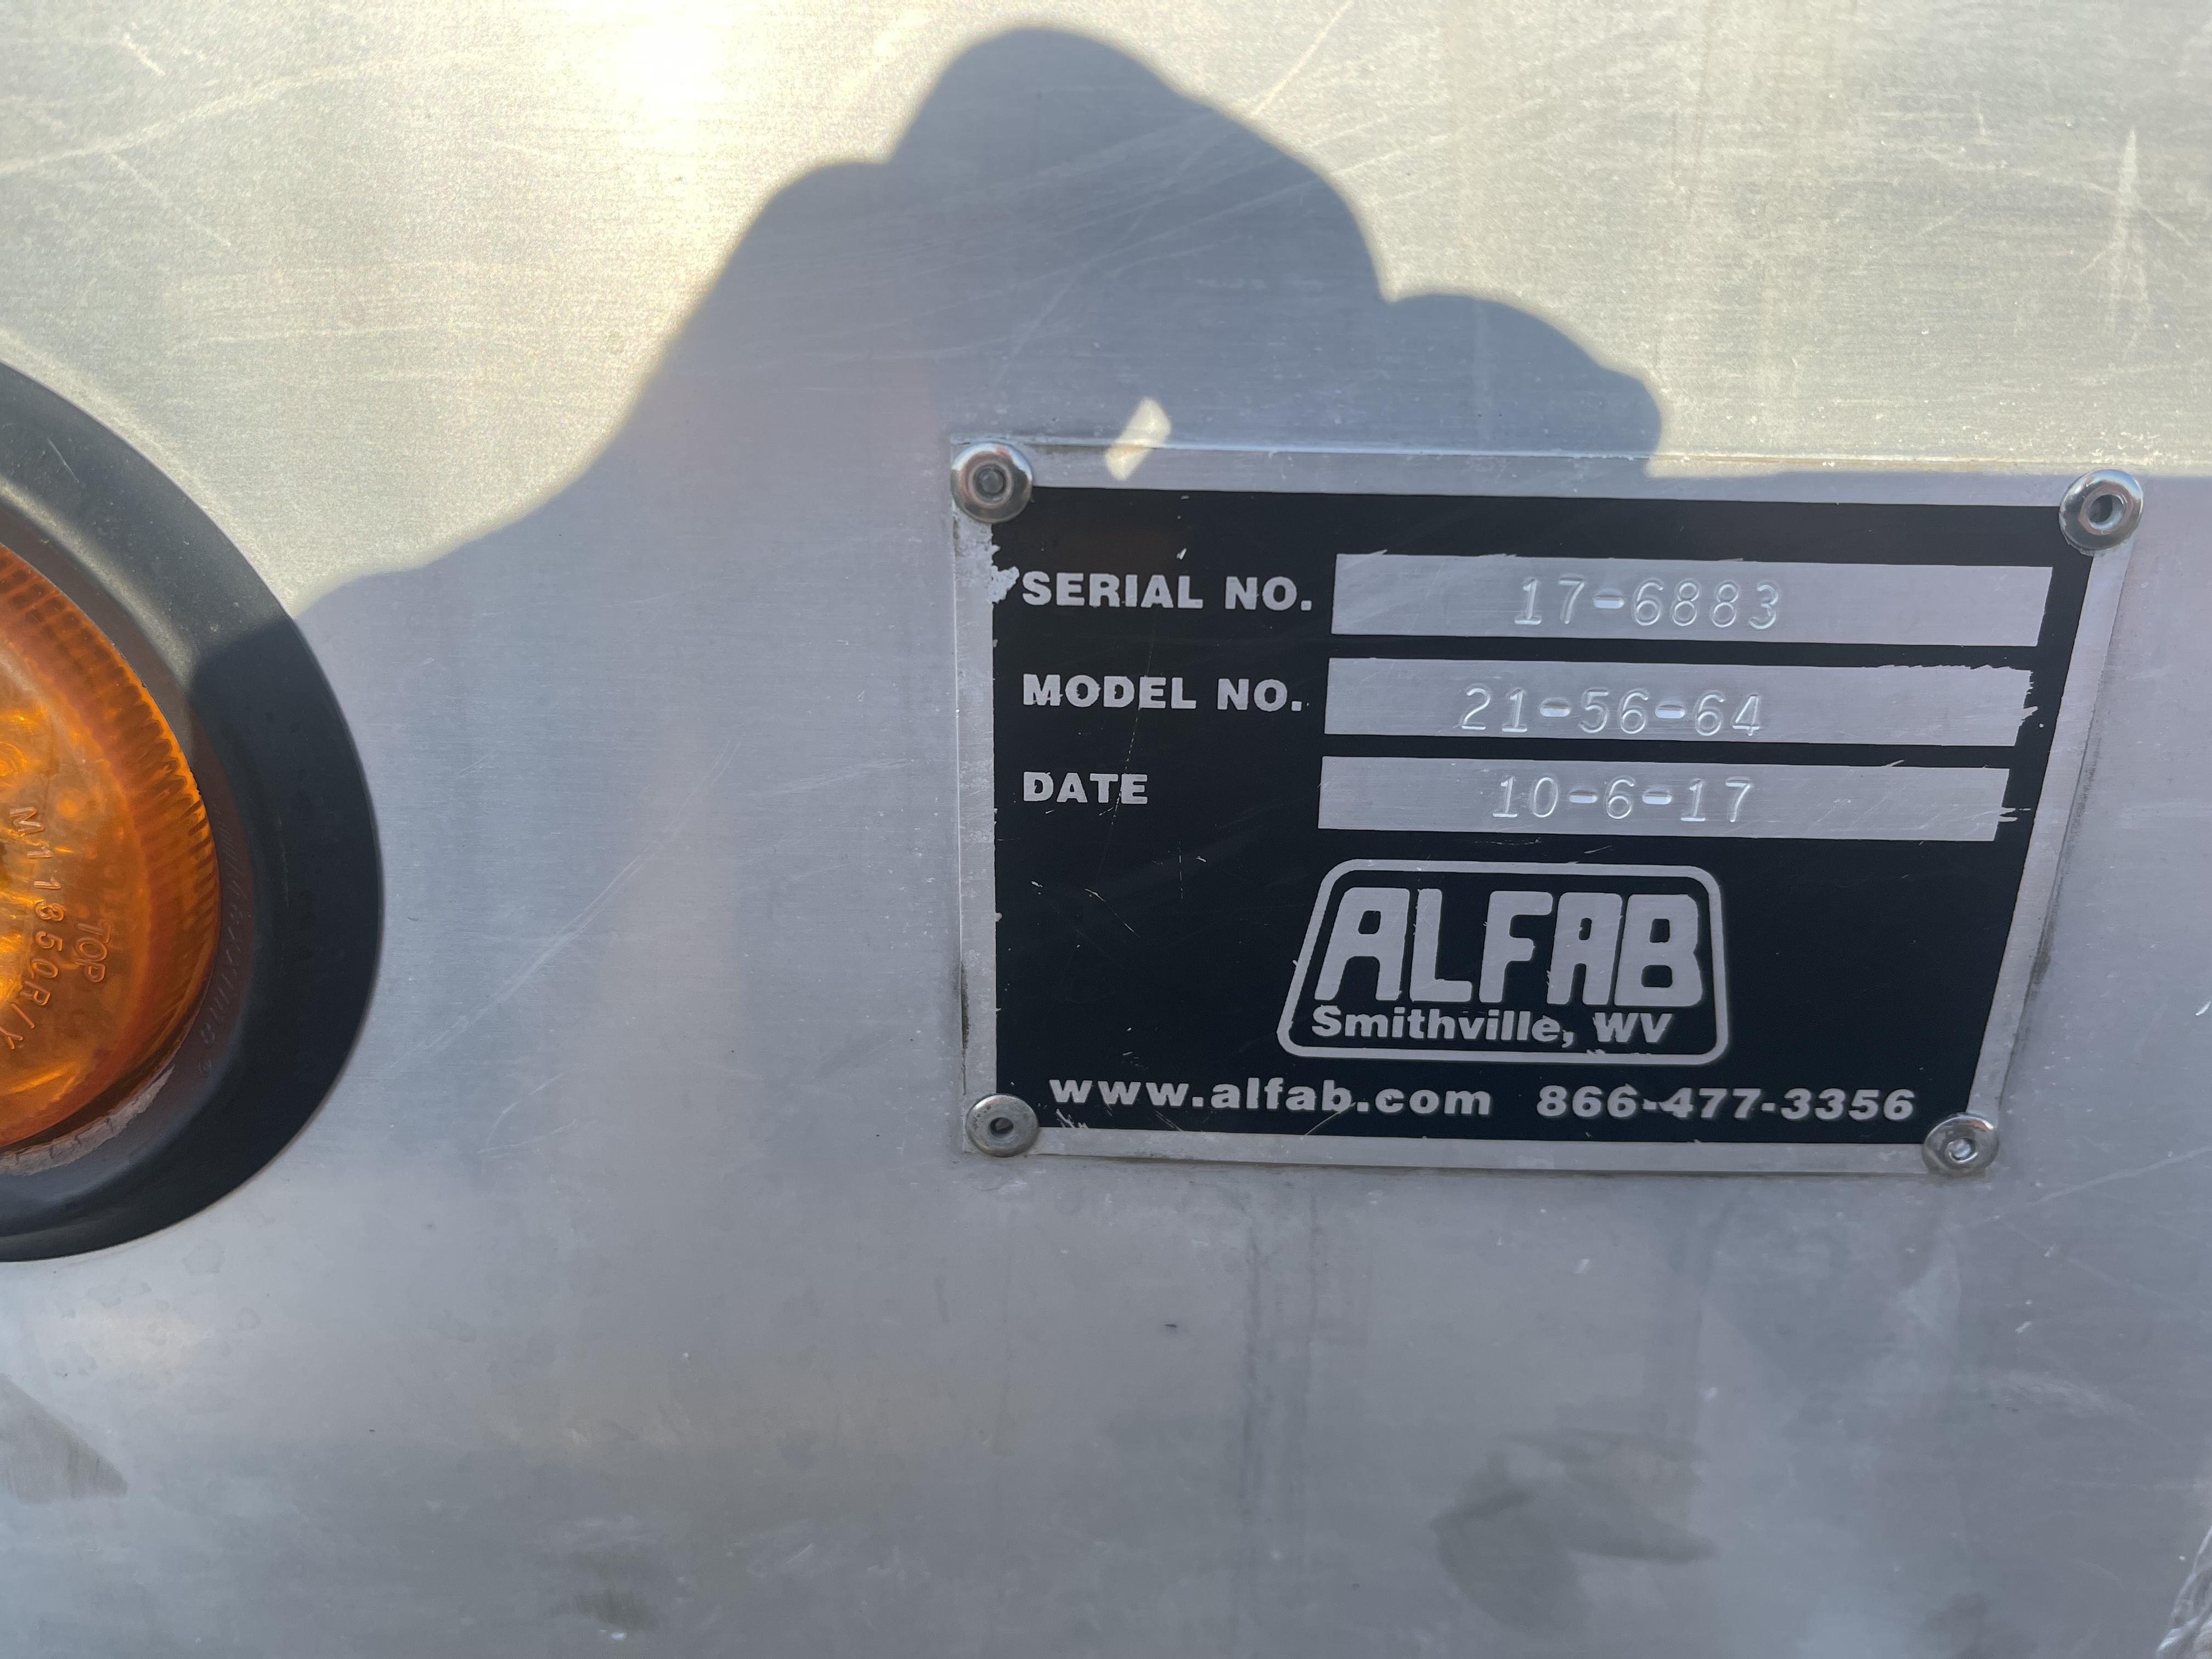 SERIAL NO. 17-6883
MODEL NO. 21-56-64
DATE 10-6-17
ALFAB
Smithville, WV
www.alfab.com 866-477-3356
TOP
M11350R/Y